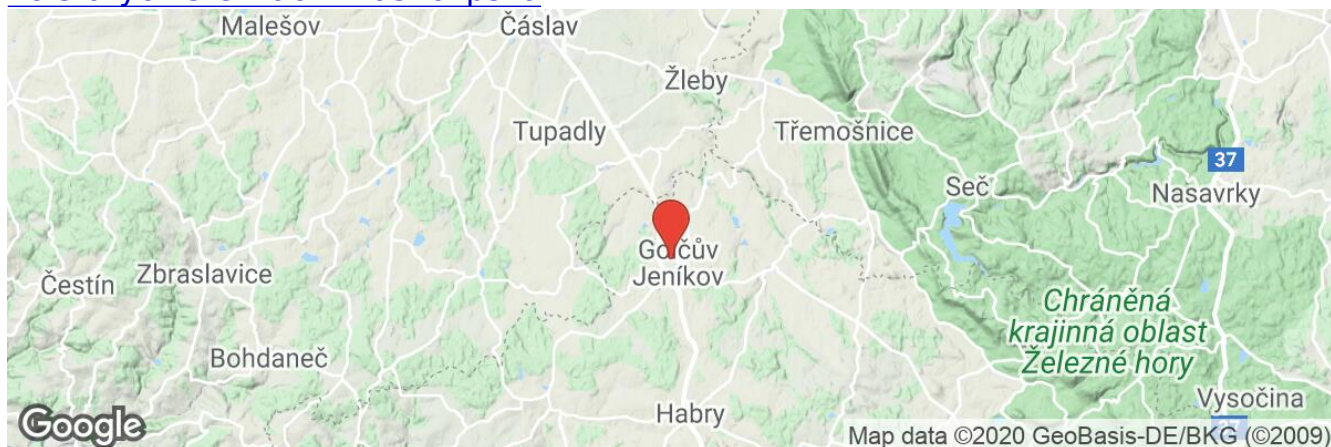 Malešov
Čáslav
Žleby
Tupadly
Třemošnice
37
Seč
Nasavrky
Golčův
Jeníkov
Zbraslavice
Čestín
Chráněná
krajinná oblast
Železné hory
Bohdaneč
Vysočina
Habry
Google
Map data ©2020 GeoBasis-DE/BKG (©2009)